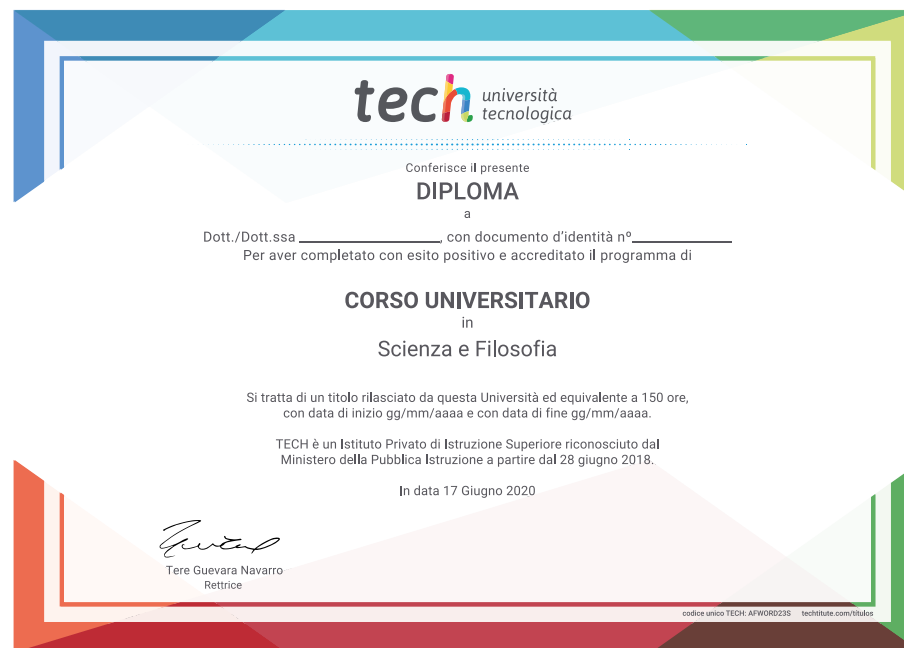 tech università
tecnologica
Conferisce il presente
DIPLOMA
a
Dott./Dott.ssa ________________, con documento d'identità nº____________
Per aver completato con esito positivo e accreditato il programma di
CORSO UNIVERSITARIO
in
Scienza e Filosofia
Si tratta di un titolo rilasciato da questa Università ed equivalente a 150 ore,
con data di inizio gg/mm/aaaa e con data di fine gg/mm/aaaa.
TECH è un Istituto Privato di Istruzione Superiore riconosciuto dal
Ministero della Pubblica Istruzione a partire dal 28 giugno 2018.
In data 17 Giugno 2020
Tere Guevara Navarro
Rettrice
codice unico TECH: AFWORD23S techtitute.com/titulos